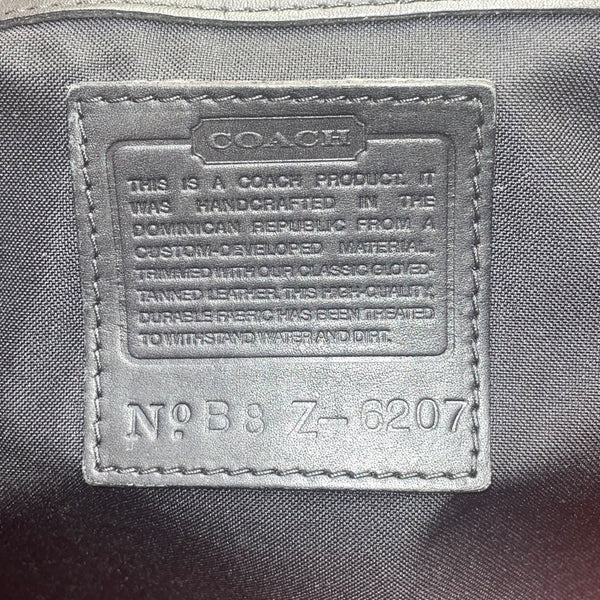 COACH
THIS IS A COACH PRODUCT. IT
WAS HANDCRAFTED IN THE
DOMINICAN REPUBLIC FROM A
CUSTOM-DEVELOPED MATERIAL,
TRIMMED WITH OUR CLASSIC GLOVED-
TANNED LEATHER. THIS HIGH-QUALITY,
DURABLE FABRIC HAS BEEN TREATED
TO WITHSTAND WATER AND DIRT.
Nº B8 Z-6207